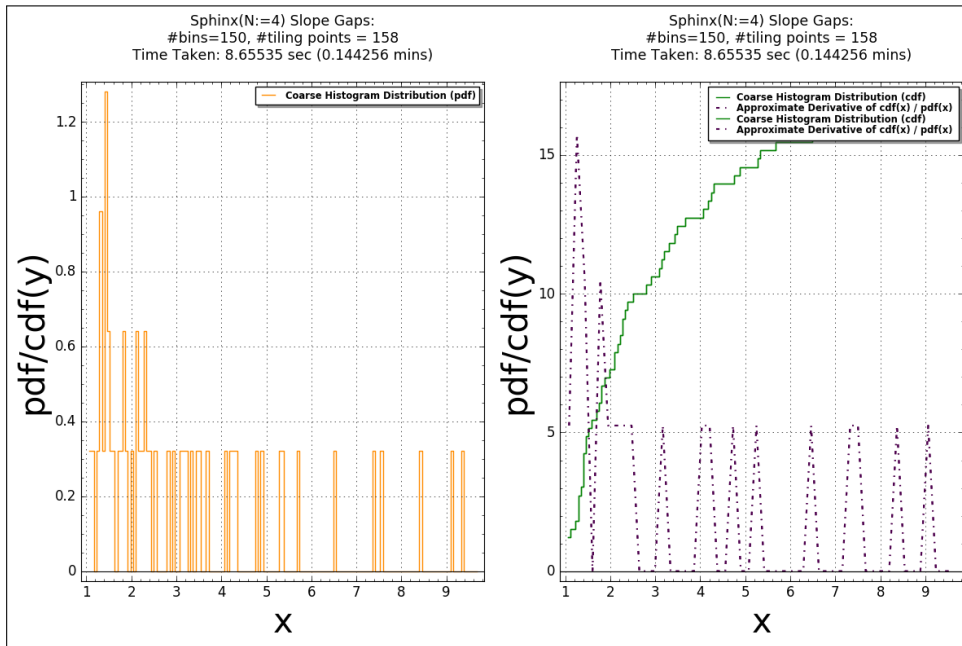 Sphinx(N:=4) Slope Gaps:
#bins=150, #tiling points = 158
Time Taken: 8.65535 sec (0.144256 mins)
Coarse Histogram Distribution (pdf)
1.2
1
0.8
0.6
0.4
0.2
0
pdf/cdf(y)
1 2 3 4 5 6 7 8 9
x
Sphinx(N:=4) Slope Gaps:
#bins=150, #tiling points = 158
Time Taken: 8.65535 sec (0.144256 mins)
Coarse Histogram Distribution (cdf)
Approximate Derivative of cdf(x) / pdf(x)
Coarse Histogram Distribution (cdf)
Approximate Derivative of cdf(x) / pdf(x)
15
10
5
0
pdf/cdf(y)
1 2 3 4 5 6 7 8 9
x